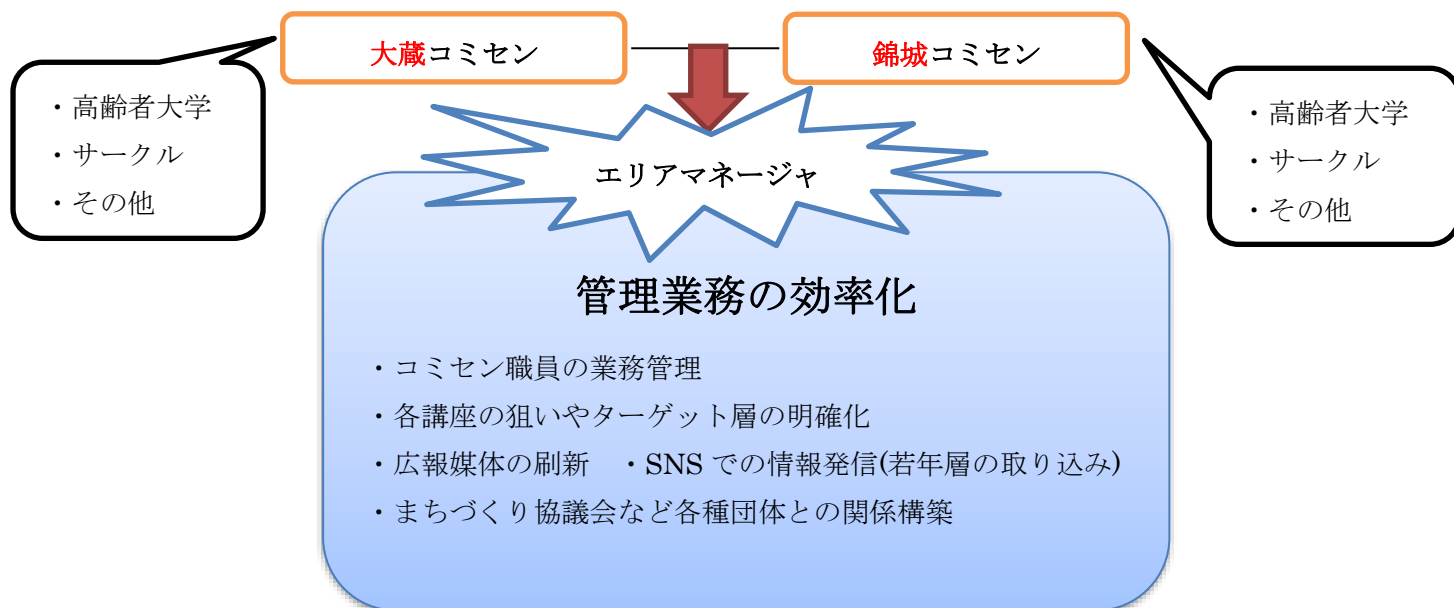 大蔵コミセン
錦城コミセン
・高齢者大学
・サークル
・その他
・高齢者大学
・サークル
・その他
エリアマネージャ
管理業務の効率化
・コミセン職員の業務管理
・各講座の狙いやターゲット層の明確化
・広報媒体の刷新　・SNS での情報発信(若年層の取り込み)
・まちづくり協議会など各種団体との関係構築